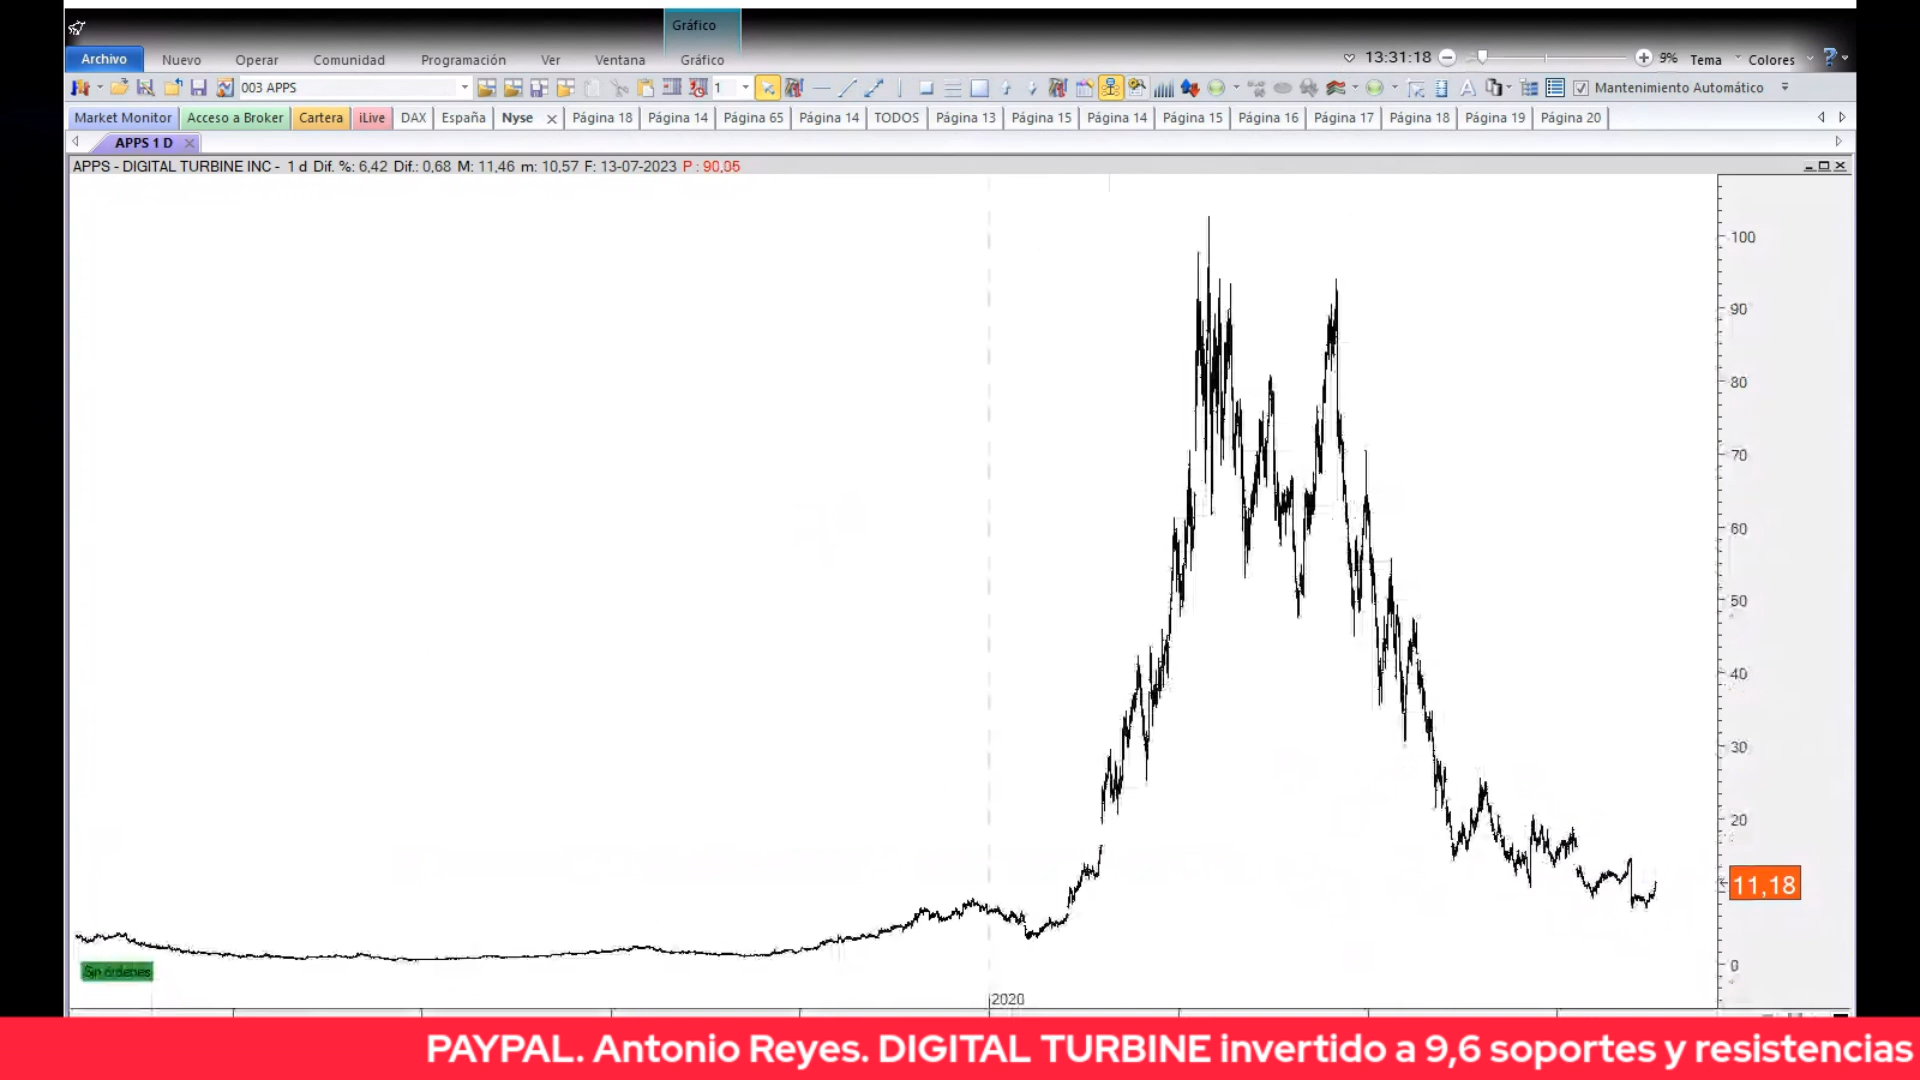 Gráfico
Archivo Nuevo Operar Comunidad Programación Ver Ventana Gráfico 13:31:18 9% Tema Colores
003 APPS 1 Mantenimiento Automático
Market Monitor Acceso a Broker Cartera iLive DAX España Nyse Página 18 Página 14 Página 65 Página 14 TODOS Página 13 Página 15 Página 14 Página 15 Página 16 Página 17 Página 18 Página 19 Página 20
APPS 1 D
APPS - DIGITAL TURBINE INC - 1 d Dif. %: 6,42 Dif.: 0,68 M: 11,46 m: 10,57 F: 13-07-2023 P : 90,05
100
90
80
70
60
50
40
30
20
11,18
0
Sin órdenes
2020
PAYPAL. Antonio Reyes. DIGITAL TURBINE invertido a 9,6 soportes y resistencias